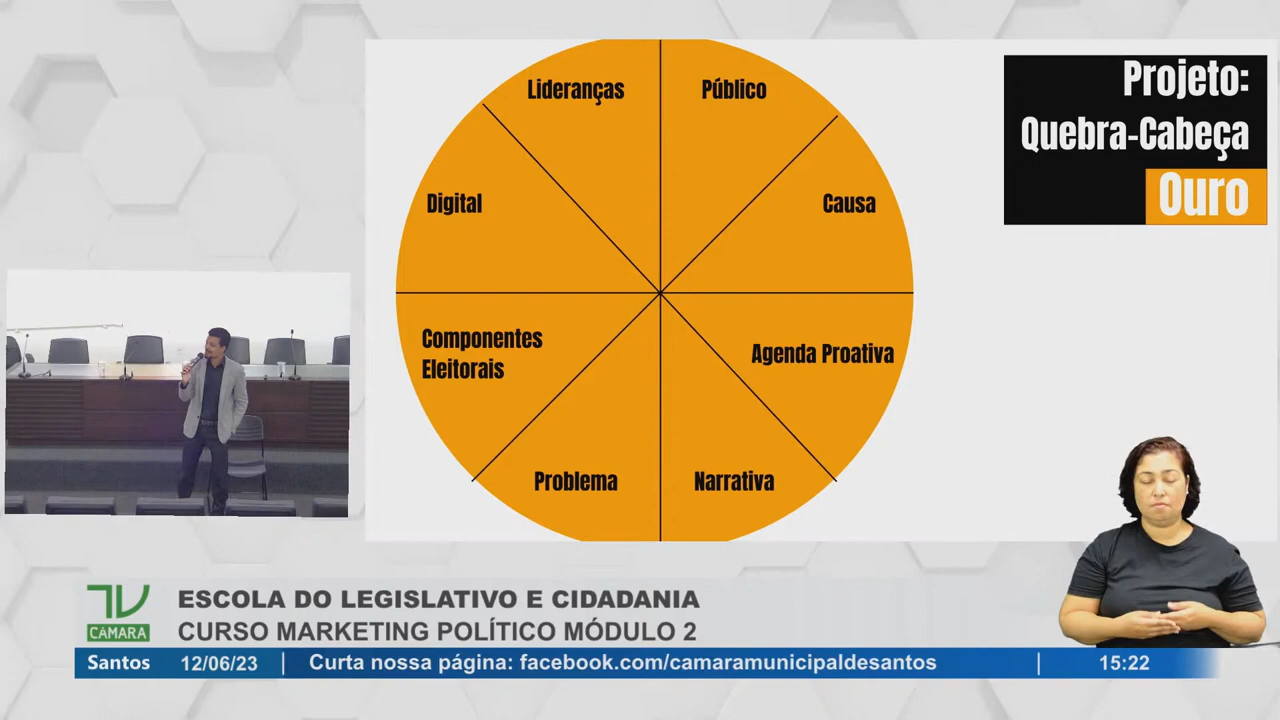 Lideranças
Público
Digital
Causa
Componentes
Eleitorais
Agenda Proativa
Problema
Narrativa
Projeto:
Quebra-Cabeça
Ouro
TV
CÂMARA
ESCOLA DO LEGISLATIVO E CIDADANIA
CURSO MARKETING POLÍTICO MÓDULO 2
Santos 12/06/23 | Curta nossa página: facebook.com/camaramunicipaldesantos | 15:22